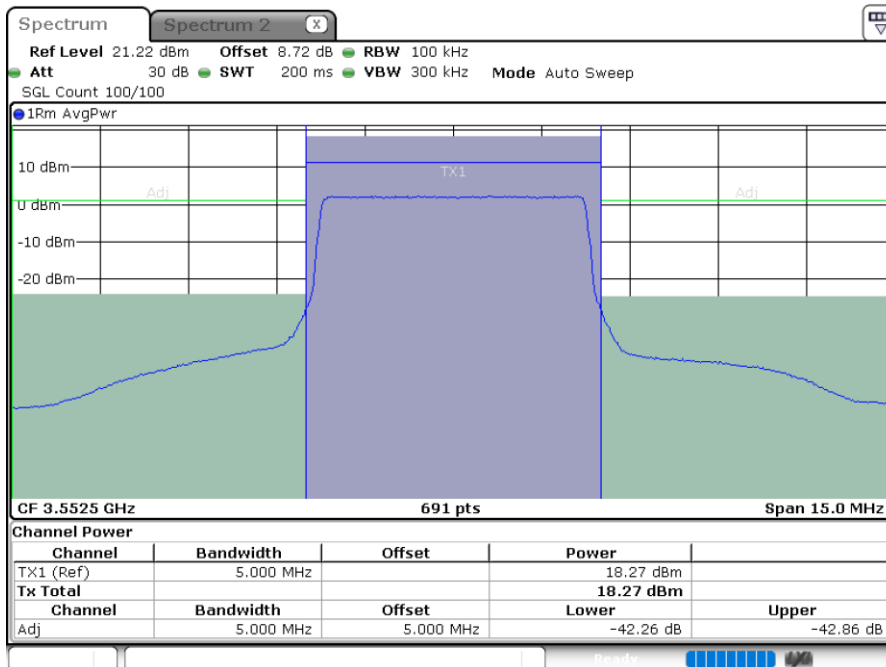 Spectrum Spectrum 2 X
Ref Level 21.22 dBm Offset 8.72 dB RBW 100 kHz
Att 30 dB SWT 200 ms VBW 300 kHz Mode Auto Sweep
SGL Count 100/100
1Rm AvgPwr
10 dBm
TX1
Adj Adj
0 dBm
-10 dBm
-20 dBm
CF 3.5525 GHz 691 pts Span 15.0 MHz
Channel Power
Channel Bandwidth Offset Power
TX1 (Ref) 5.000 MHz 18.27 dBm
Tx Total 18.27 dBm
Channel Bandwidth Offset Lower Upper
Adj 5.000 MHz 5.000 MHz -42.26 dB -42.86 dB
Ready